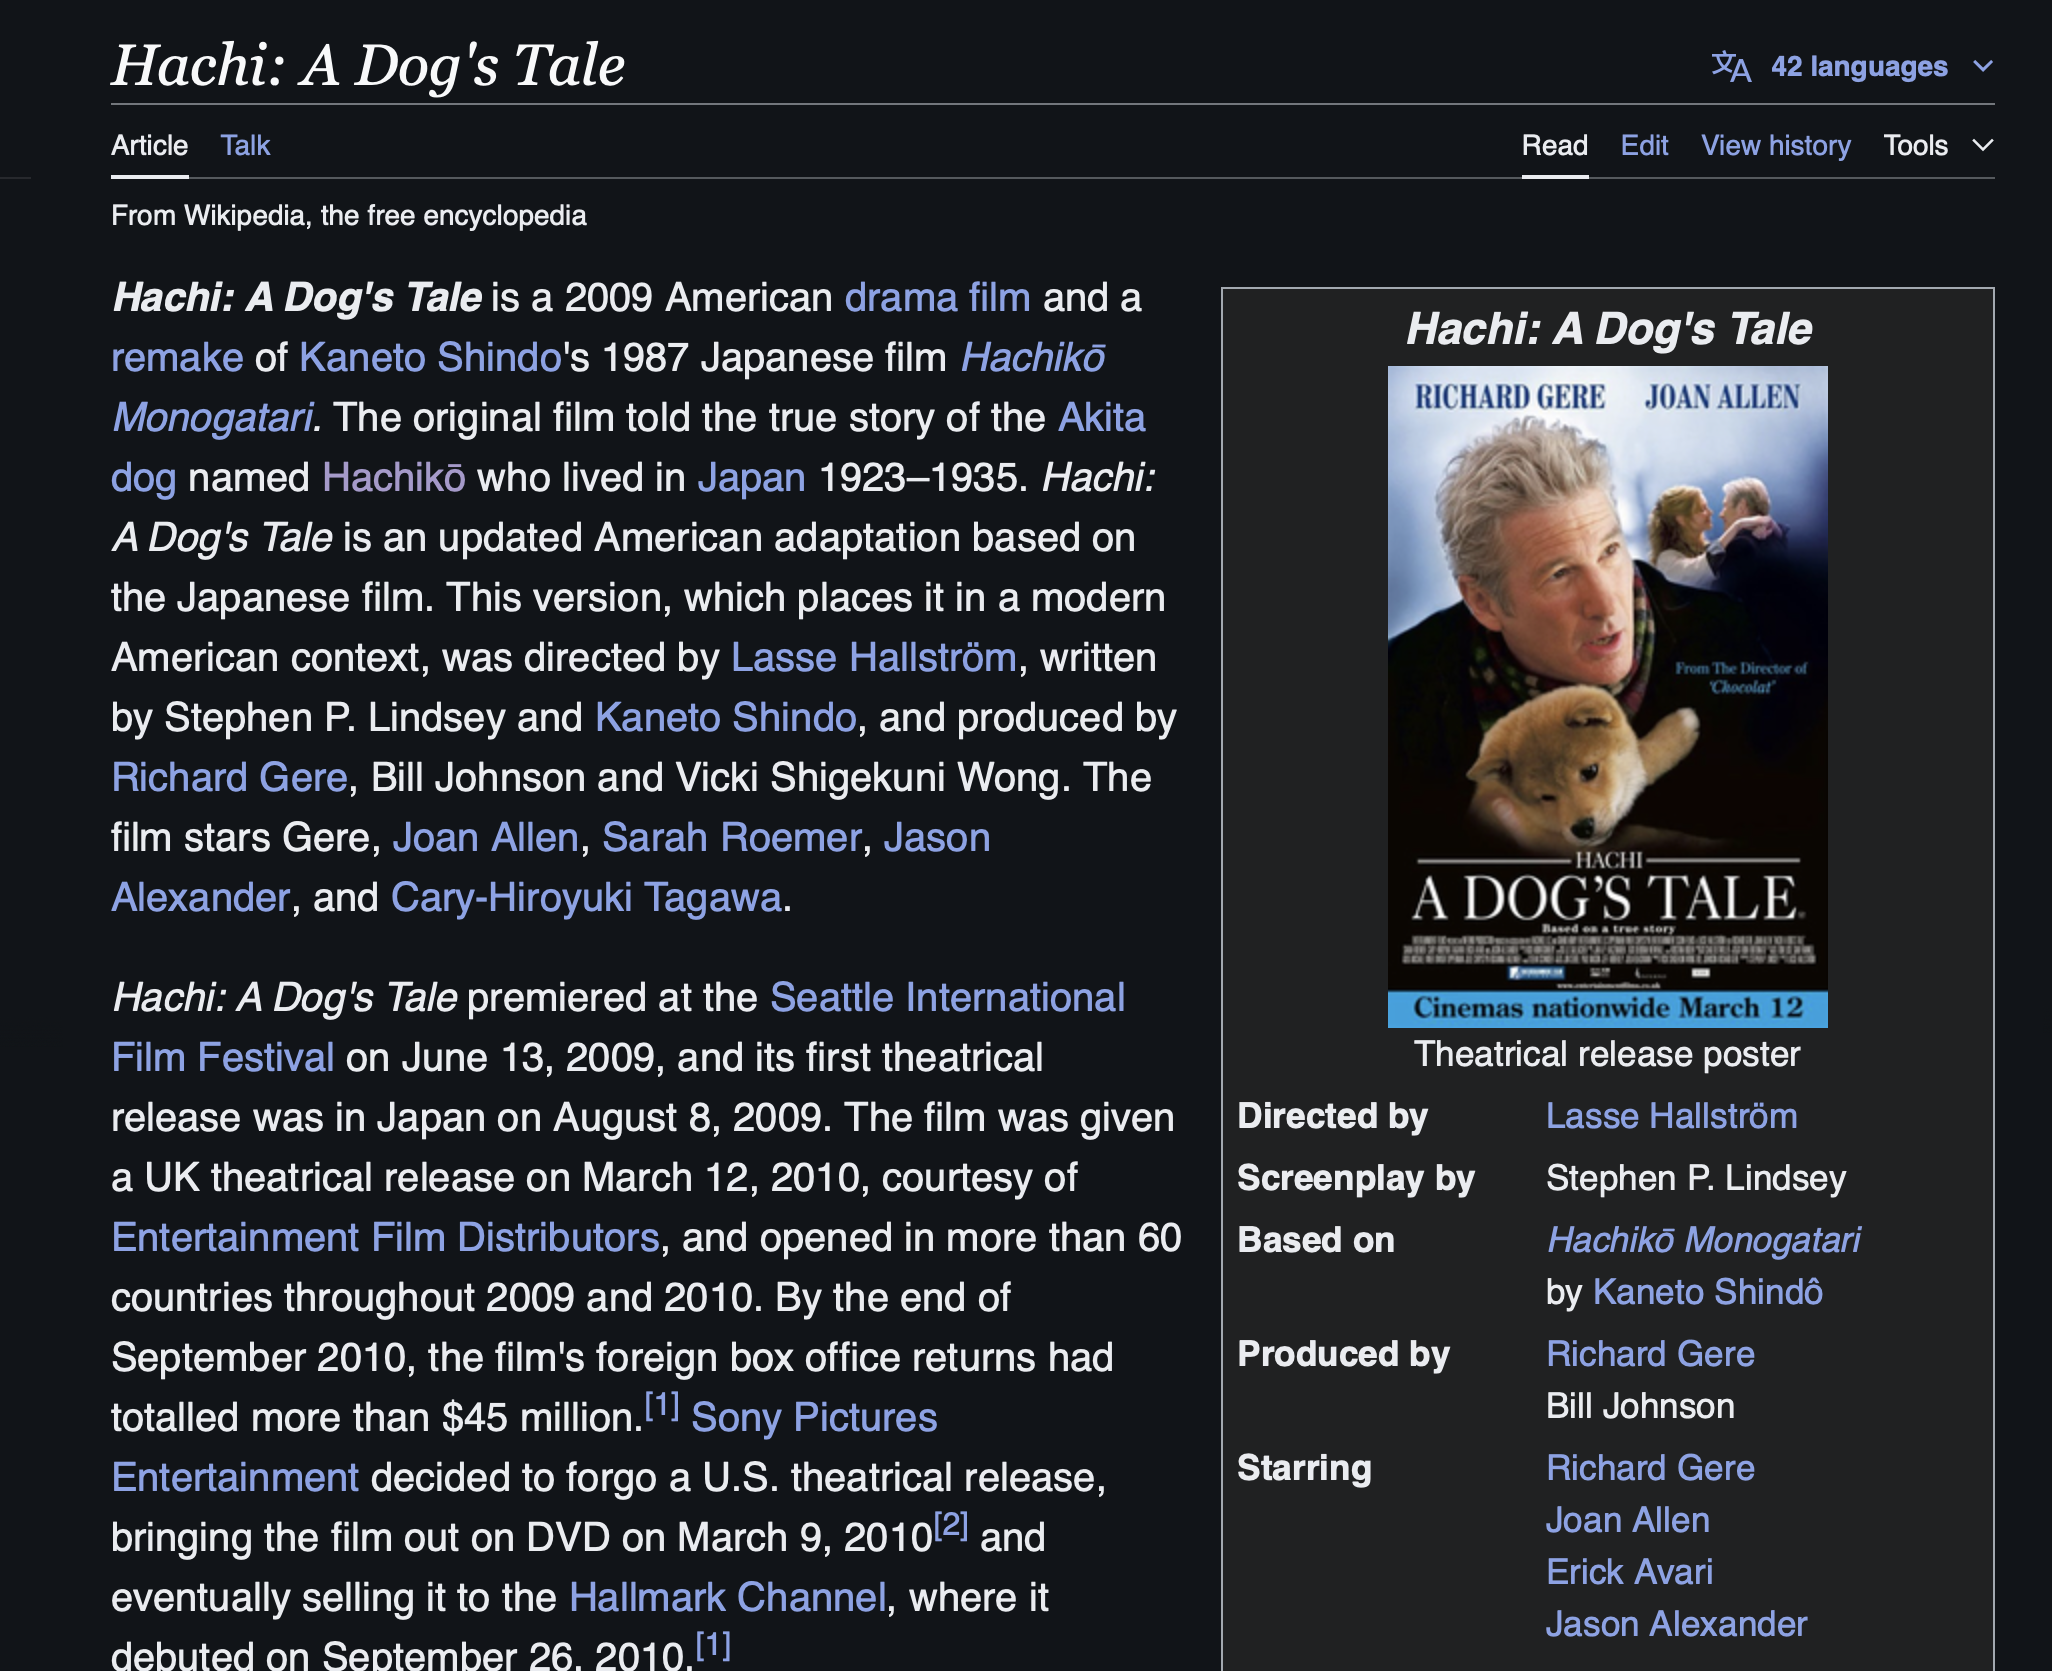 Hachi: A Dog's Tale
42 languages
Article Talk
Read Edit View history Tools
From Wikipedia, the free encyclopedia
Hachi: A Dog's Tale is a 2009 American drama film and a
remake of Kaneto Shindo's 1987 Japanese film Hachikō
Monogatari. The original film told the true story of the Akita
dog named Hachikō who lived in Japan 1923–1935. Hachi:
A Dog's Tale is an updated American adaptation based on
the Japanese film. This version, which places it in a modern
American context, was directed by Lasse Hallström, written
by Stephen P. Lindsey and Kaneto Shindo, and produced by
Richard Gere, Bill Johnson and Vicki Shigekuni Wong. The
film stars Gere, Joan Allen, Sarah Roemer, Jason
Alexander, and Cary-Hiroyuki Tagawa.
Hachi: A Dog's Tale premiered at the Seattle International
Film Festival on June 13, 2009, and its first theatrical
release was in Japan on August 8, 2009. The film was given
a UK theatrical release on March 12, 2010, courtesy of
Entertainment Film Distributors, and opened in more than 60
countries throughout 2009 and 2010. By the end of
September 2010, the film's foreign box office returns had
totalled more than $45 million.[1] Sony Pictures
Entertainment decided to forgo a U.S. theatrical release,
bringing the film out on DVD on March 9, 2010[2] and
eventually selling it to the Hallmark Channel, where it
debuted on September 26, 2010.[1]
Hachi: A Dog's Tale
RICHARD GERE JOAN ALLEN
From The Director of
'Chocolat'
HACHI
A DOG'S TALE
Based on a true story
Cinemas nationwide March 12
Theatrical release poster
Directed by Lasse Hallström
Screenplay by Stephen P. Lindsey
Based on Hachikō Monogatari
by Kaneto Shindô
Produced by Richard Gere
Bill Johnson
Starring Richard Gere
Joan Allen
Erick Avari
Jason Alexander